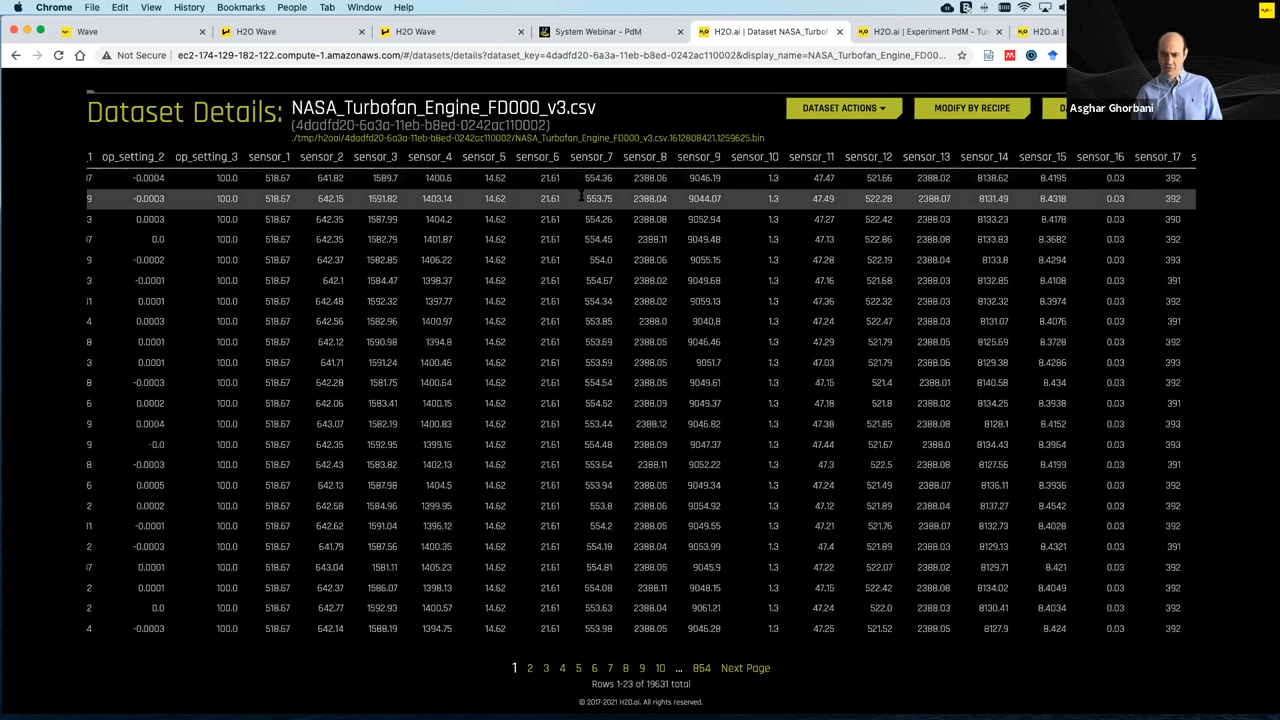 Chrome File Edit View History Bookmarks People Tab Window Help
Wave H2O Wave H2O Wave System Webinar - PdM H2O.ai | Dataset NASA_Turbof H2O.ai | Experiment PdM - Turv H2O.ai |
Not Secure ec2-174-129-182-122.compute-1.amazonaws.com/#/datasets/details?dataset_key=4dadfd20-6a3a-11eb-b8ed-0242ac110002&display_name=NASA_Turbofan_Engine_FD00...
Asghar Ghorbani
Dataset Details: NASA_Turbofan_Engine_FD000_v3.csv DATASET ACTIONS MODIFY BY RECIPE
(4dadfd20-6a3a-11eb-b8ed-0242ac110002)
./tmp/h2oai/4dadfd20-6a3a-11eb-b8ed-0242ac110002/NASA_Turbofan_Engine_FD000_v3.csv.1612808421.1259625.bin
_1 op_setting_2 op_setting_3 sensor_1 sensor_2 sensor_3 sensor_4 sensor_5 sensor_6 sensor_7 sensor_8 sensor_9 sensor_10 sensor_11 sensor_12 sensor_13 sensor_14 sensor_15 sensor_16 sensor_17 s
-0.0004 100.0 518.67 641.82 1589.7 1400.6 14.62 21.61 554.36 2388.06 9046.19 1.3 47.47 521.66 2388.02 8138.62 8.4195 0.03 392
9 -0.0003 100.0 518.67 642.15 1591.82 1403.14 14.62 21.61 553.75 2388.04 9044.07 1.3 47.49 522.28 2388.07 8131.49 8.4318 0.03 392
3 -0.0003 100.0 518.67 642.35 1587.99 1404.2 14.62 21.61 554.26 2388.08 9052.94 1.3 47.27 522.42 2388.03 8133.23 8.4178 0.03 390
0.0 100.0 518.67 642.35 1582.79 1401.87 14.62 21.61 554.45 2388.11 9049.48 1.3 47.13 522.86 2388.08 8133.83 8.3682 0.03 392
9 -0.0002 100.0 518.67 642.37 1582.85 1406.22 14.62 21.61 554.0 2388.06 9055.15 1.3 47.28 522.19 2388.04 8133.8 8.4294 0.03 393
3 -0.0001 100.0 518.67 642.1 1584.47 1398.37 14.62 21.61 554.67 2388.02 9049.68 1.3 47.16 521.68 2388.03 8132.85 8.4108 0.03 391
0.0001 100.0 518.67 642.48 1592.32 1397.77 14.62 21.61 554.34 2388.02 9059.13 1.3 47.36 522.32 2388.03 8132.32 8.3974 0.03 392
4 0.0003 100.0 518.67 642.56 1582.96 1400.97 14.62 21.61 553.85 2388.0 9040.8 1.3 47.24 522.47 2388.03 8131.07 8.4076 0.03 391
8 0.0001 100.0 518.67 642.12 1590.98 1394.8 14.62 21.61 553.69 2388.05 9046.46 1.3 47.29 521.79 2388.05 8125.69 8.3728 0.03 392
3 0.0001 100.0 518.67 641.71 1591.24 1400.46 14.62 21.61 553.59 2388.05 9051.7 1.3 47.03 521.79 2388.06 8129.38 8.4286 0.03 393
8 -0.0003 100.0 518.67 642.28 1581.75 1400.64 14.62 21.61 554.54 2388.05 9049.61 1.3 47.15 521.4 2388.01 8140.58 8.434 0.03 392
6 0.0002 100.0 518.67 642.06 1583.41 1400.15 14.62 21.61 554.52 2388.09 9049.37 1.3 47.18 521.8 2388.02 8134.25 8.3938 0.03 391
9 0.0004 100.0 518.67 643.07 1582.19 1400.83 14.62 21.61 553.44 2388.12 9046.82 1.3 47.38 521.85 2388.08 8128.1 8.4152 0.03 393
9 -0.0 100.0 518.67 642.35 1592.95 1399.16 14.62 21.61 554.48 2388.09 9047.37 1.3 47.44 521.67 2388.0 8134.43 8.3964 0.03 393
8 -0.0003 100.0 518.67 642.43 1583.82 1402.13 14.62 21.61 553.64 2388.11 9052.22 1.3 47.3 522.5 2388.08 8127.56 8.4199 0.03 391
6 0.0005 100.0 518.67 642.13 1587.98 1404.5 14.62 21.61 553.94 2388.05 9049.34 1.3 47.24 521.49 2388.07 8136.11 8.3936 0.03 392
2 0.0002 100.0 518.67 642.58 1584.96 1399.95 14.62 21.61 553.8 2388.05 9054.92 1.3 47.12 521.89 2388.04 8137.27 8.4542 0.03 392
-0.0001 100.0 518.67 642.62 1591.04 1396.12 14.62 21.61 554.2 2388.05 9049.55 1.3 47.21 521.76 2388.07 8132.73 8.4028 0.03 392
2 -0.0003 100.0 518.67 641.79 1587.56 1400.35 14.62 21.61 554.18 2388.04 9053.99 1.3 47.4 521.89 2388.03 8129.13 8.4321 0.03 391
0.0001 100.0 518.67 643.04 1581.11 1405.23 14.62 21.61 554.81 2388.05 9045.9 1.3 47.22 522.07 2388.02 8129.71 8.421 0.03 392
2 0.0001 100.0 518.67 642.37 1586.07 1398.13 14.62 21.61 554.08 2388.11 9048.15 1.3 47.15 522.42 2388.08 8134.02 8.4049 0.03 392
2 0.0 100.0 518.67 642.77 1592.93 1400.57 14.62 21.61 553.63 2388.04 9061.21 1.3 47.24 522.0 2388.03 8130.41 8.4034 0.03 392
4 -0.0003 100.0 518.67 642.14 1588.19 1394.75 14.62 21.61 553.98 2388.05 9046.28 1.3 47.25 521.52 2388.05 8127.9 8.424 0.03 392
1 2 3 4 5 6 7 8 9 10 ... 854 Next Page
Rows 1-23 of 19631 total
© 2017-2021 H2O.ai. All rights reserved.